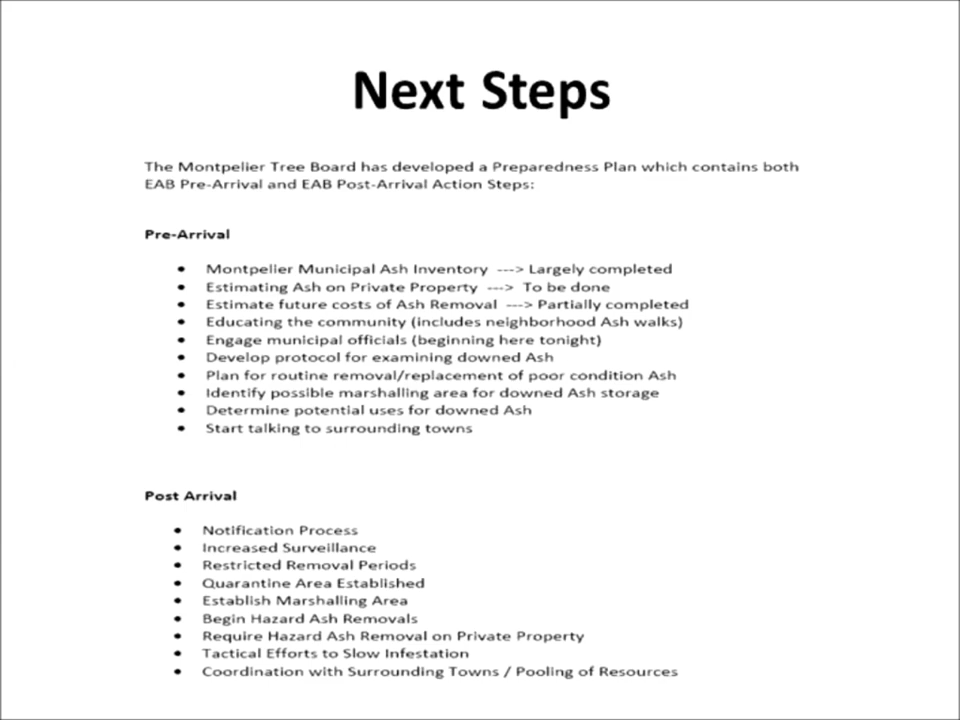 Next Steps
The Montpelier Tree Board has developed a Preparedness Plan which contains both
EAB Pre-Arrival and EAB Post-Arrival Action Steps:
Pre-Arrival
• Montpelier Municipal Ash Inventory ---> Largely completed
• Estimating Ash on Private Property ---> To be done
• Estimate future costs of Ash Removal ---> Partially completed
• Educating the community (includes neighborhood Ash walks)
• Engage municipal officials (beginning here tonight)
• Develop protocol for examining downed Ash
• Plan for routine removal/replacement of poor condition Ash
• Identify possible marshalling area for downed Ash storage
• Determine potential uses for downed Ash
• Start talking to surrounding towns
Post Arrival
• Notification Process
• Increased Surveillance
• Restricted Removal Periods
• Quarantine Area Established
• Establish Marshalling Area
• Begin Hazard Ash Removals
• Require Hazard Ash Removal on Private Property
• Tactical Efforts to Slow Infestation
• Coordination with Surrounding Towns / Pooling of Resources